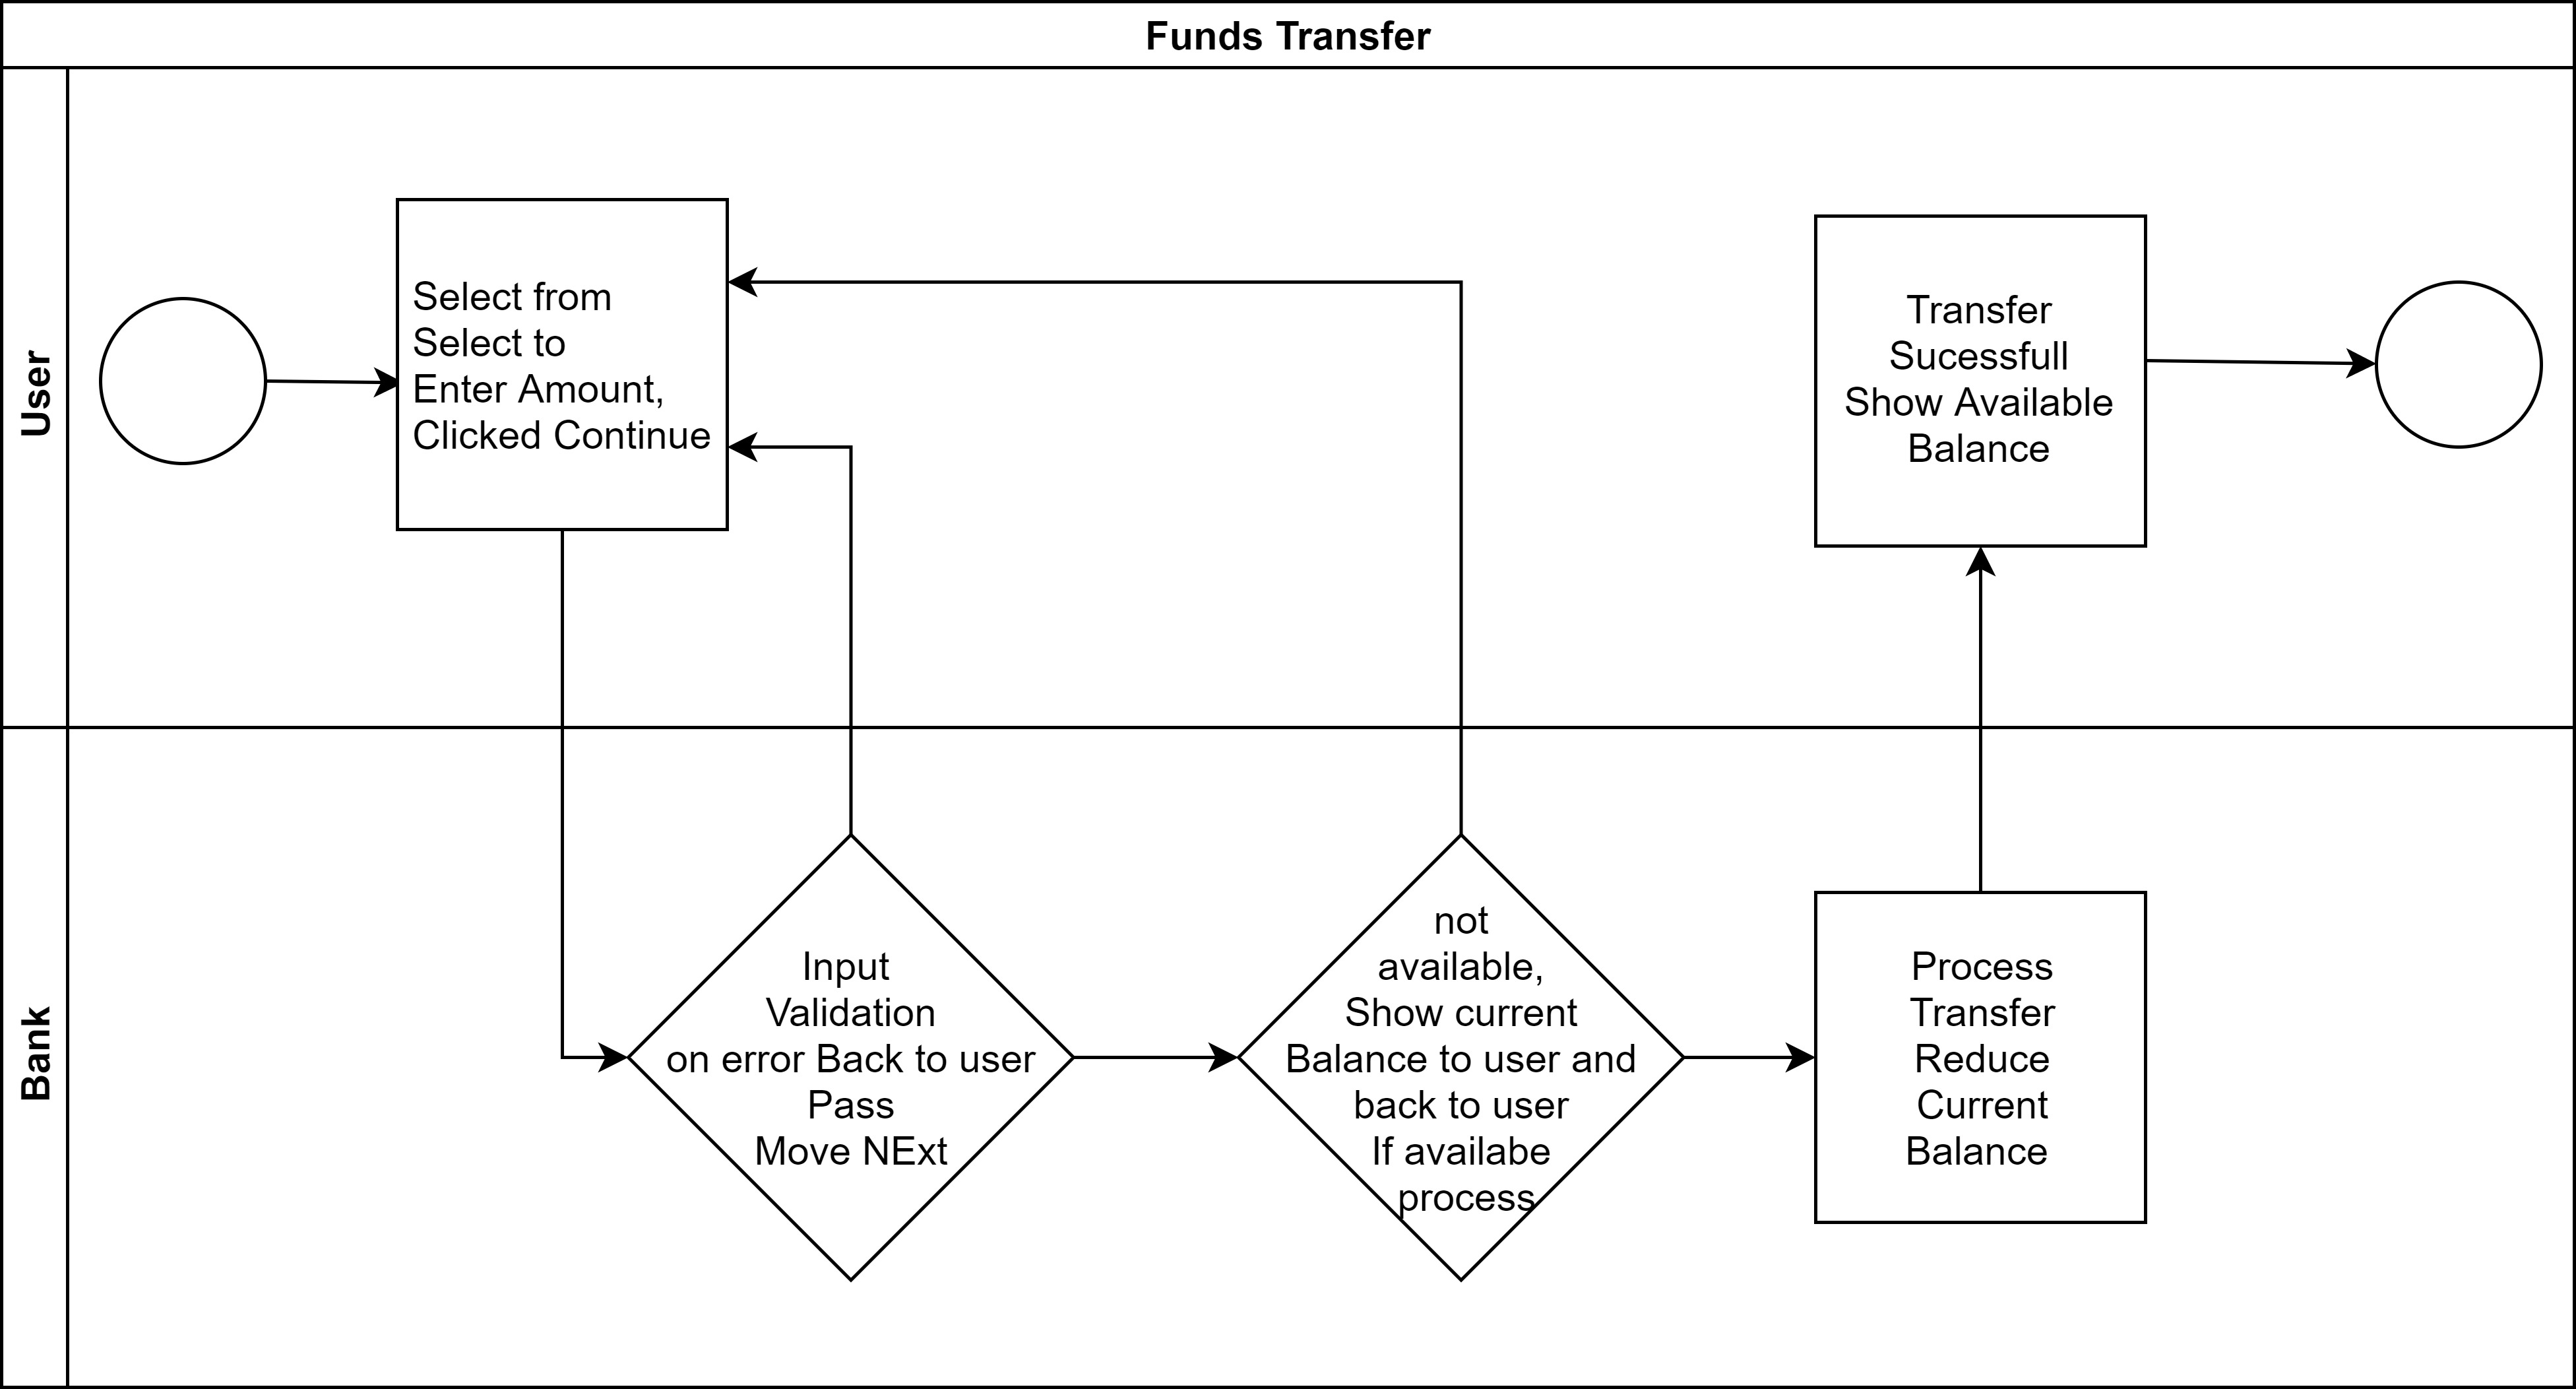 Funds Transfer
User
Select from
Select to
Enter Amount,
Clicked Continue
Transfer
Sucessfull
Show Available
Balance
Bank
Input
Validation
on error Back to user
Pass
Move NExt
not
available,
Show current
Balance to user and
back to user
If availabe
process
Process
Transfer
Reduce
Current
Balance